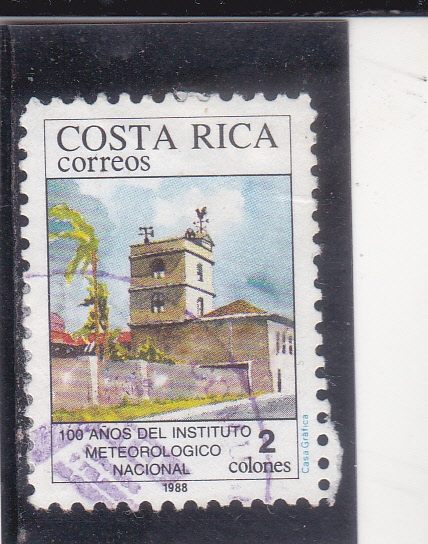 COSTA RICA
correos
100 AÑOS DEL INSTITUTO
METEOROLOGICO
NACIONAL
2
colones
1988
Casa Gráfica